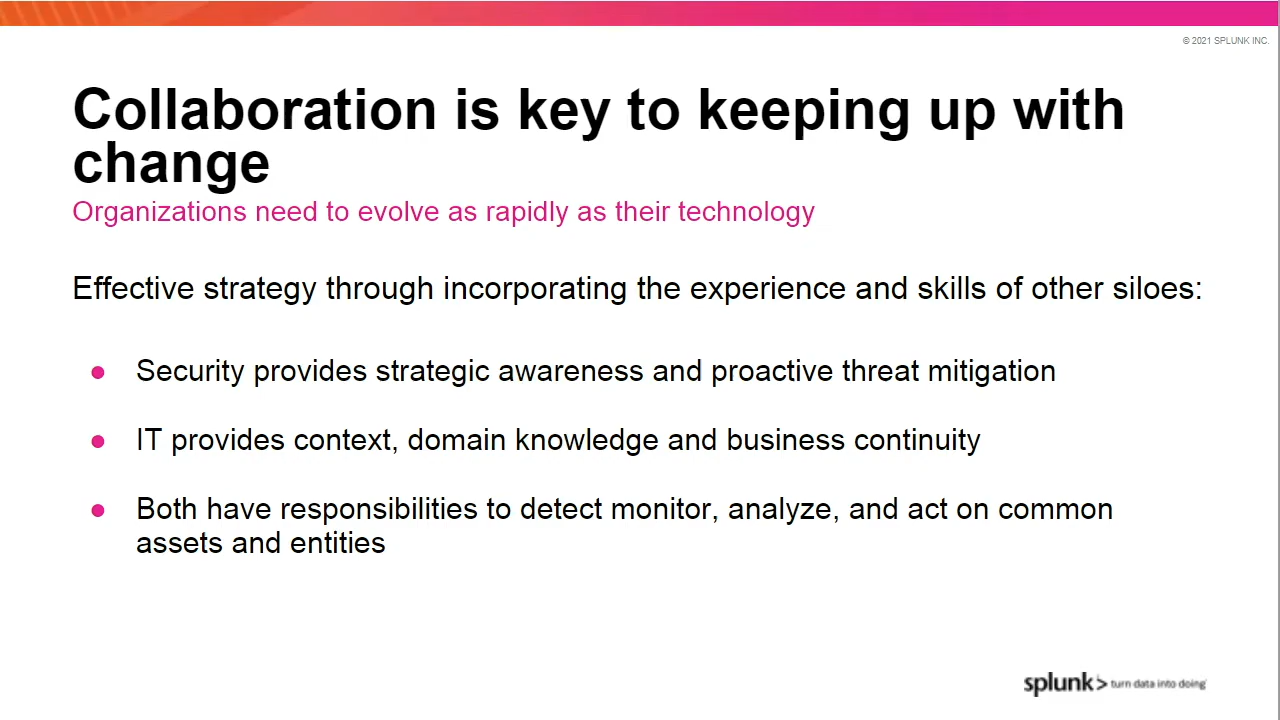 © 2021 SPLUNK INC.
Collaboration is key to keeping up with
change
Organizations need to evolve as rapidly as their technology
Effective strategy through incorporating the experience and skills of other siloes:
● Security provides strategic awareness and proactive threat mitigation
● IT provides context, domain knowledge and business continuity
● Both have responsibilities to detect monitor, analyze, and act on common
assets and entities
splunk> turn data into doing